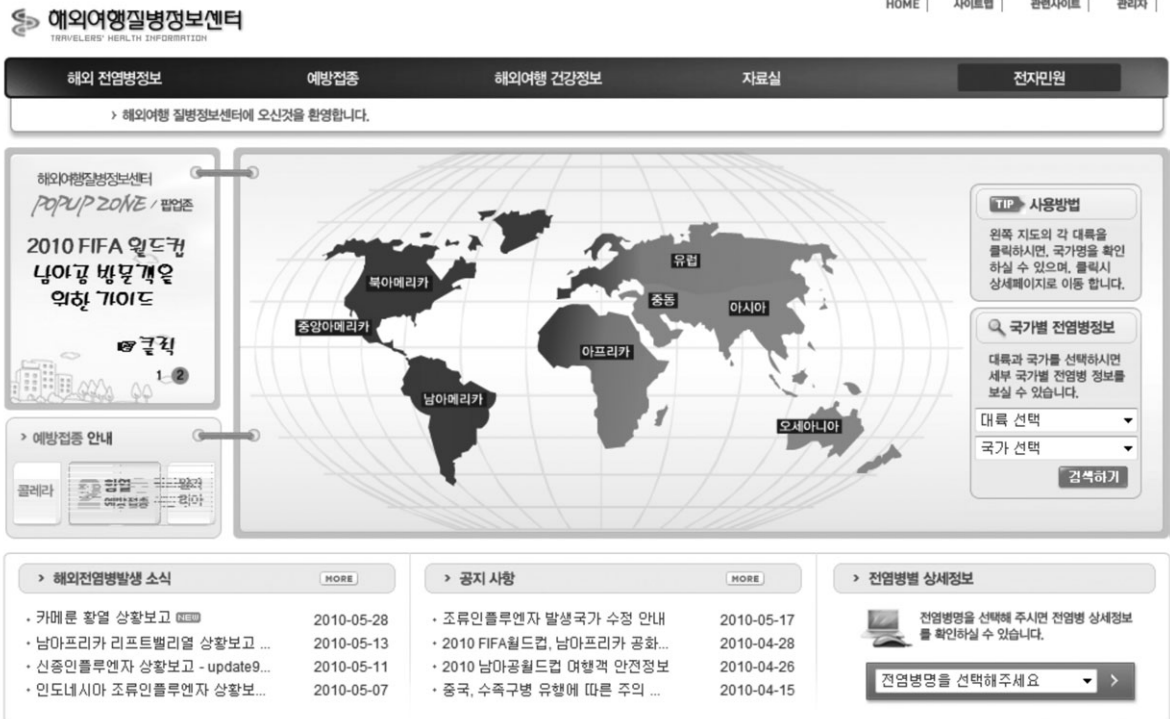 해외여행질병정보센터
TRAVELERS' HEALTH INFORMATION
HOME | 사이트맵 | 관련사이트 | 관리자 |
해외 전염병정보 예방접종 해외여행 건강정보 자료실 전자민원
> 해외여행 질병정보센터에 오신것을 환영합니다.
해외여행질병정보센터
POPUP ZONE / 팝업존
2010 FIFA 월드컵
남아공 방문객을
위한 가이드
☞클릭
1 2
> 예방접종 안내
콜레라
황열
예방접종
말라
리아
북아메리카
중앙아메리카
남아메리카
유럽
중동
아시아
아프리카
오세아니아
TIP 사용방법
왼쪽 지도의 각 대륙을
클릭하시면, 국가명을 확인
하실 수 있으며, 클릭시
상세페이지로 이동 합니다.
국가별 전염병정보
대륙과 국가를 선택하시면
세부 국가별 전염병 정보를
보실 수 있습니다.
대륙 선택
국가 선택
검색하기
> 해외전염병발생 소식 MORE
· 카메룬 황열 상황보고 NEW 2010-05-28
· 남아프리카 리프트밸리열 상황보고 ... 2010-05-13
· 신종인플루엔자 상황보고 - update9... 2010-05-11
· 인도네시아 조류인플루엔자 상황보... 2010-05-07
> 공지 사항 MORE
· 조류인플루엔자 발생국가 수정 안내 2010-05-17
· 2010 FIFA월드컵, 남아프리카 공화... 2010-04-28
· 2010 남아공월드컵 여행객 안전정보 2010-04-26
· 중국, 수족구병 유행에 따른 주의 ... 2010-04-15
> 전염병별 상세정보
전염병명을 선택해 주시면 전염병 상세정보
를 확인하실 수 있습니다.
전염병명을 선택해주세요 >